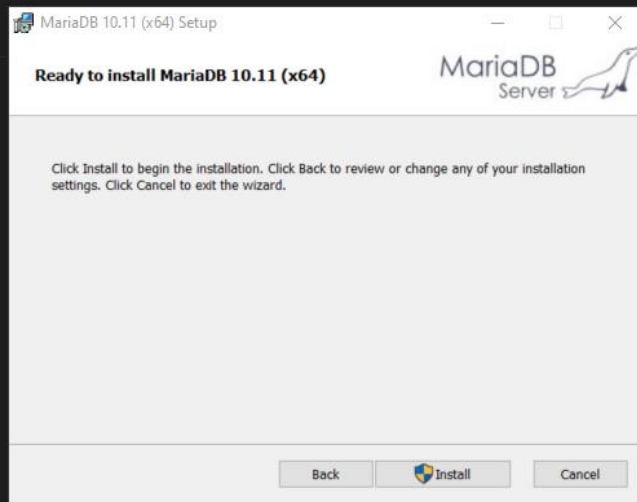 MariaDB 10.11 (x64) Setup
Ready to install MariaDB 10.11 (x64)
MariaDB
Server
Click Install to begin the installation. Click Back to review or change any of your installation
settings. Click Cancel to exit the wizard.
Back
Install
Cancel